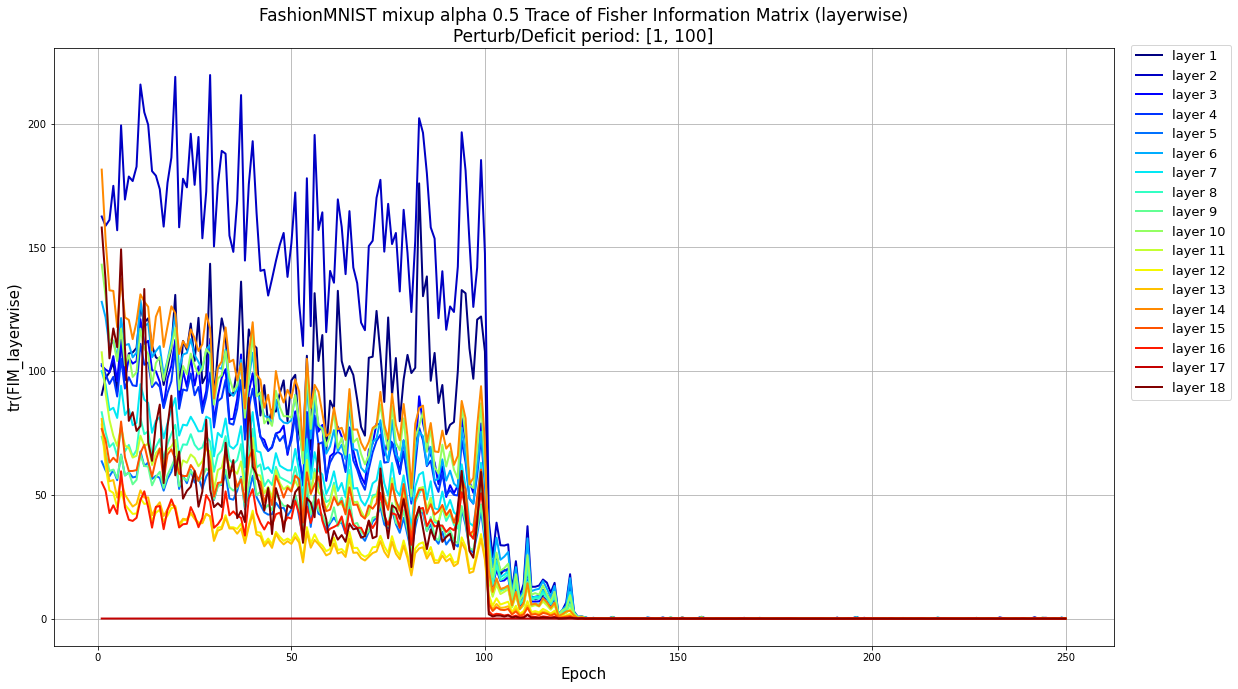 FashionMNIST mixup alpha 0.5 Trace of Fisher Information Matrix (layerwise)
Perturb/Deficit period: [1, 100]
tr(FIM_layerwise)
200
150
100
50
0
0
50
100
150
200
250
Epoch
layer 1
layer 2
layer 3
layer 4
layer 5
layer 6
layer 7
layer 8
layer 9
layer 10
layer 11
layer 12
layer 13
layer 14
layer 15
layer 16
layer 17
layer 18